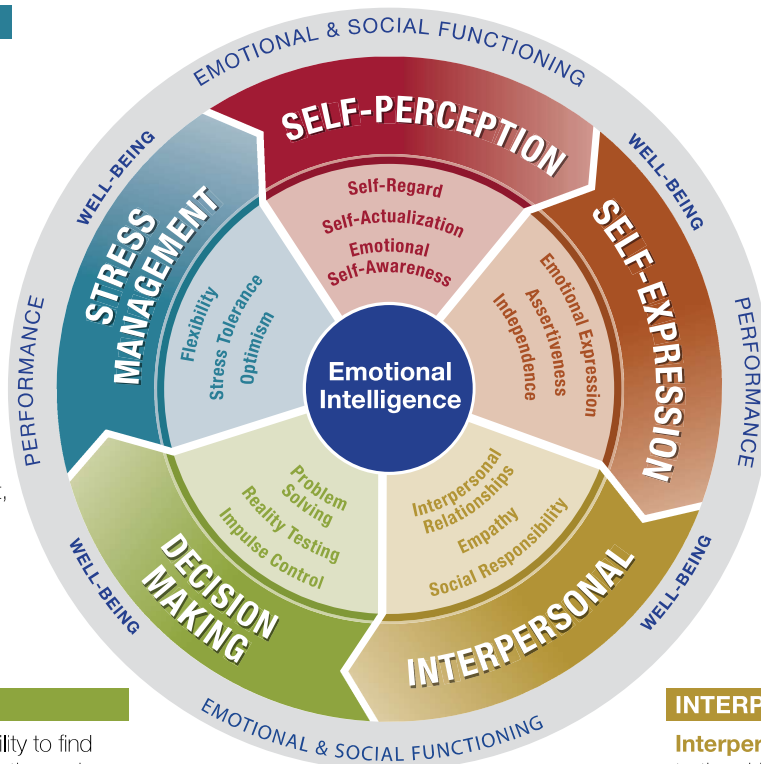 EMOTIONAL & SOCIAL FUNCTIONING
WELL-BEING
WELL-BEING
PERFORMANCE
PERFORMANCE
WELL-BEING
WELL-BEING
EMOTIONAL & SOCIAL FUNCTIONING
SELF-PERCEPTION
Self-Regard
Self-Actualization
Emotional
Self-Awareness
SELF-EXPRESSION
Emotional Expression
Assertiveness
Independence
INTERPERSONAL
Interpersonal
Relationships
Empathy
Social Responsibility
DECISION
MAKING
Problem
Solving
Reality Testing
Impulse Control
STRESS
MANAGEMENT
Flexibility
Stress Tolerance
Optimism
Emotional
Intelligence
to find
INTERP
Interper